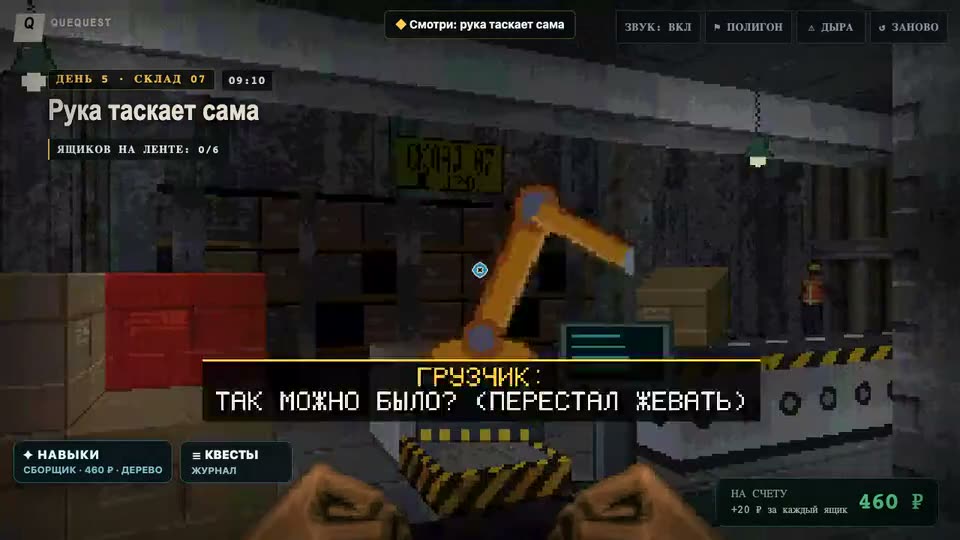 Q QUEQUEST
◆ Смотри: рука таскает сама
ЗВУК: ВКЛ
⚑ ПОЛИГОН
⚠ ДЫРА
↺ ЗАНОВО
ДЕНЬ 5 · СКЛАД 07
09:10
Рука таскает сама
ЯЩИКОВ НА ЛЕНТЕ: 0/6
СКЛАД 07
ГРУЗЧИК:
ТАК МОЖНО БЫЛО? (ПЕРЕСТАЛ ЖЕВАТЬ)
✦ НАВЫКИ
СБОРЩИК · 460 ₽ · ДЕРЕВО
≡ КВЕСТЫ
ЖУРНАЛ
НА СЧЕТУ
+20 ₽ за каждый ящик
460 ₽